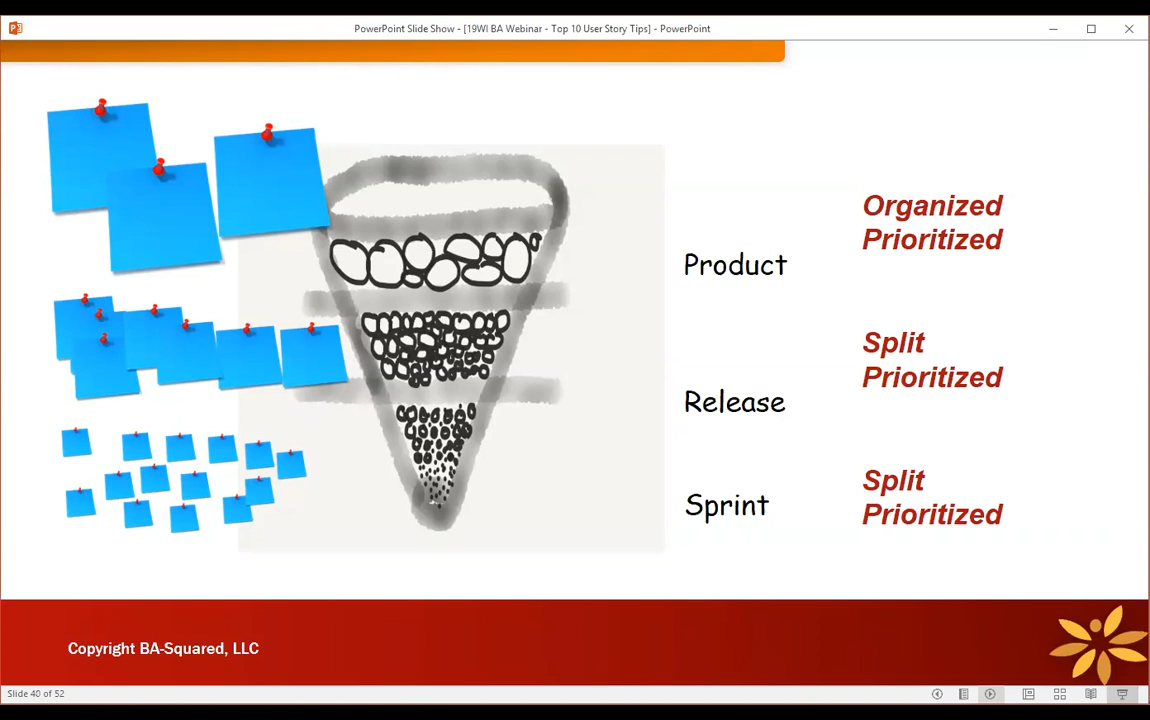 PowerPoint Slide Show - [19WI BA Webinar - Top 10 User Story Tips] - PowerPoint
Organized
Prioritized
Product
Split
Prioritized
Release
Split
Prioritized
Sprint
Copyright BA-Squared, LLC
Slide 40 of 52